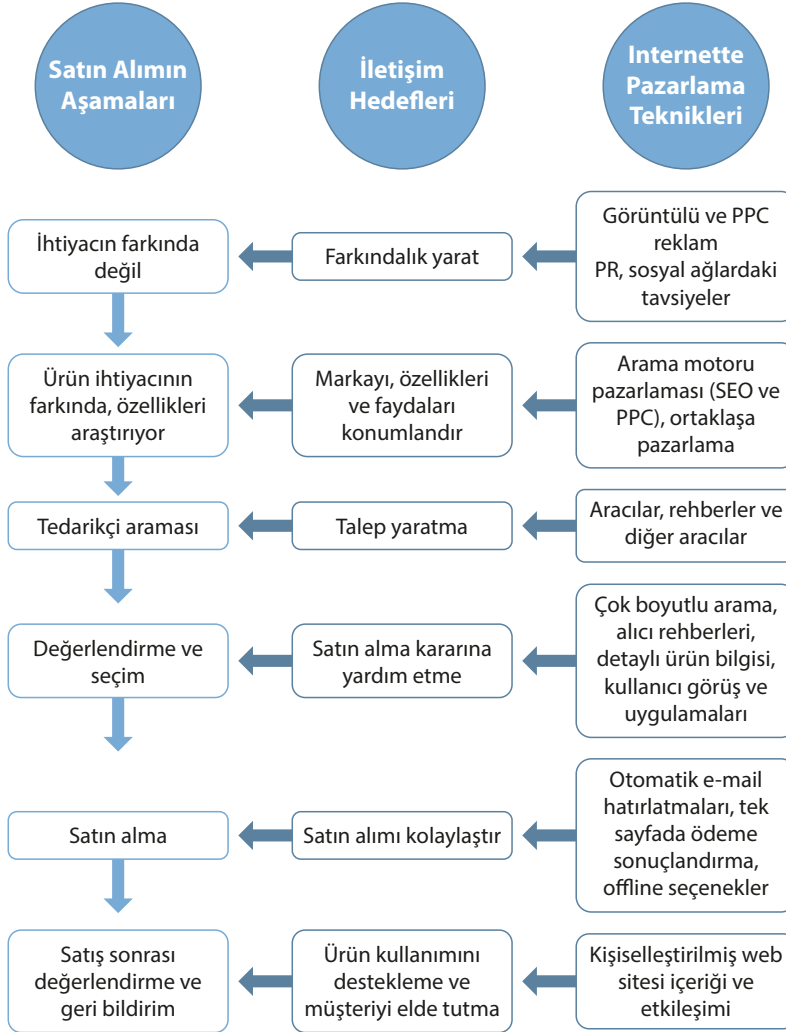 Satın Alımın
Aşamaları
İletişim
Hedefleri
Internette
Pazarlama
Teknikleri
İhtiyacın farkında
değil
Farkındalık yarat
Görüntülü ve PPC
reklam
PR, sosyal ağlardaki
tavsiyeler
Ürün ihtiyacının
farkında, özellikleri
araştırıyor
Markayı, özellikleri
ve faydaları
konumlandır
Arama motoru
pazarlaması (SEO ve
PPC), ortaklaşa
pazarlama
Tedarikçi araması
Talep yaratma
Aracılar, rehberler ve
diğer aracılar
Değerlendirme ve
seçim
Satın alma kararına
yardım etme
Çok boyutlu arama,
alıcı rehberleri,
detaylı ürün bilgisi,
kullanıcı görüş ve
uygulamaları
Satın alma
Satın alımı kolaylaştır
Otomatik e-mail
hatırlatmaları, tek
sayfada ödeme
sonuçlandırma,
offline seçenekler
Satış sonrası
değerlendirme ve
geri bildirim
Ürün kullanımını
destekleme ve
müşteriyi elde tutma
Kişiselleştirilmiş web
sitesi içeriği ve
etkileşimi